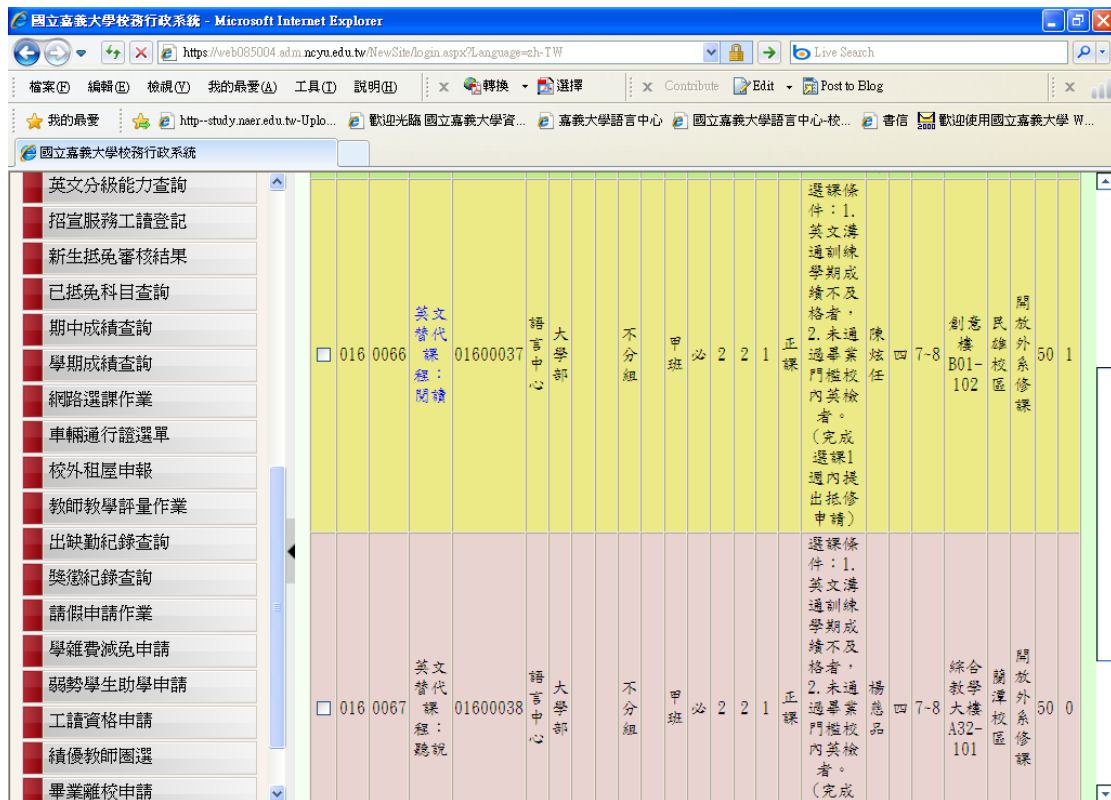 國立嘉義大學校務行政系統 - Microsoft Internet Explorer
https://web085004.adm.ncyu.edu.tw/NewSite/login.aspx?Language=zh-TW
Live Search
檔案(F) 編輯(E) 檢視(V) 我的最愛(A) 工具(T) 說明(H) x 轉換 選擇 x Contribute Edit Post to Blog x
我的最愛 http--study.naer.edu.tw-Uplo... 歡迎光臨 國立嘉義大學資... 嘉義大學語言中心 國立嘉義大學語言中心-校... 書信 歡迎使用國立嘉義大學 W...
國立嘉義大學校務行政系統
英文分級能力查詢
招宣服務工讀登記
新生抵免審核結果
已抵免科目查詢
期中成績查詢
學期成績查詢
網路選課作業
車輛通行證選單
校外租屋申報
教師教學評量作業
出缺勤紀錄查詢
獎懲紀錄查詢
請假申請作業
學雜費減免申請
弱勢學生助學申請
工讀資格申請
績優教師圈選
畢業離校申請
016
0066
英文
替代
課
程：
閱讀
01600037
語
言
中
心
大
學
部
不
分
組
甲
班
必
2
2
1
正
課
選課條
件：1.
英文溝
通訓練
學期成
績不及
格者，
2.未通
過畢業
門檻校
內英檢
者。
(完成
選課1
週內提
出抵修
申請)
陳
炫
任
四
7~8
創意
樓
B01-
102
民
雄
校
區
開
放
外
系
修
課
50
1
016
0067
英文
替代
課
程：
聽說
01600038
語
言
中
心
大
學
部
不
分
組
甲
班
必
2
2
1
正
課
選課條
件：1.
英文溝
通訓練
學期成
績不及
格者，
2.未通
過畢業
門檻校
內英檢
者。
(完成
楊
慈
品
四
7~8
綜合
教學
大樓
A32-
101
蘭
潭
校
區
開
放
外
系
修
課
50
0